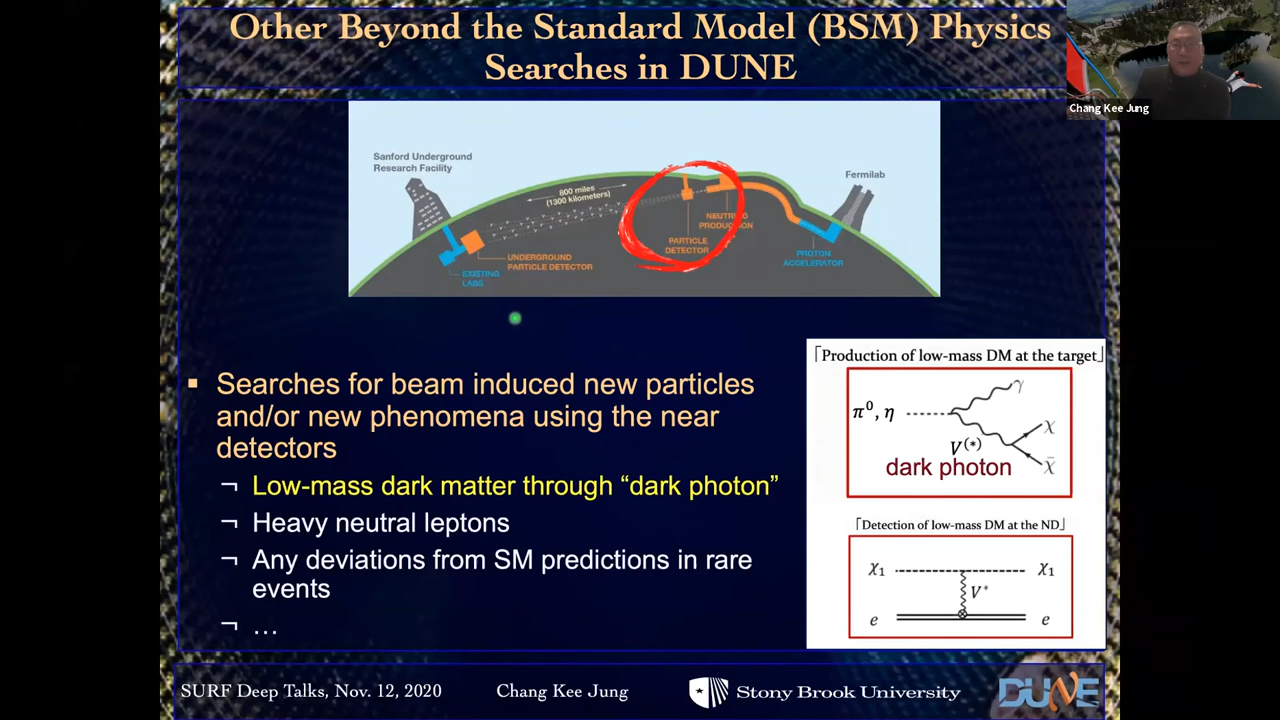 Other Beyond the Standard Model (BSM) Physics
Searches in DUNE
Chang Kee Jung
Sanford Underground
Research Facility
800 miles
(1300 kilometers)
Fermilab
NEUTRINO
PRODUCTION
PARTICLE
DETECTOR
PROTON
ACCELERATOR
UNDERGROUND
PARTICLE DETECTOR
EXISTING
LABS
▪ Searches for beam induced new particles
and/or new phenomena using the near
detectors
¬ Low-mass dark matter through “dark photon”
¬ Heavy neutral leptons
¬ Any deviations from SM predictions in rare
events
¬ …
「Production of low-mass DM at the target」
π⁰, η
γ
V(*)
χ
χ̄
dark photon
「Detection of low-mass DM at the ND」
χ₁ χ₁
V*
e e
SURF Deep Talks, Nov. 12, 2020 Chang Kee Jung Stony Brook University DUNE